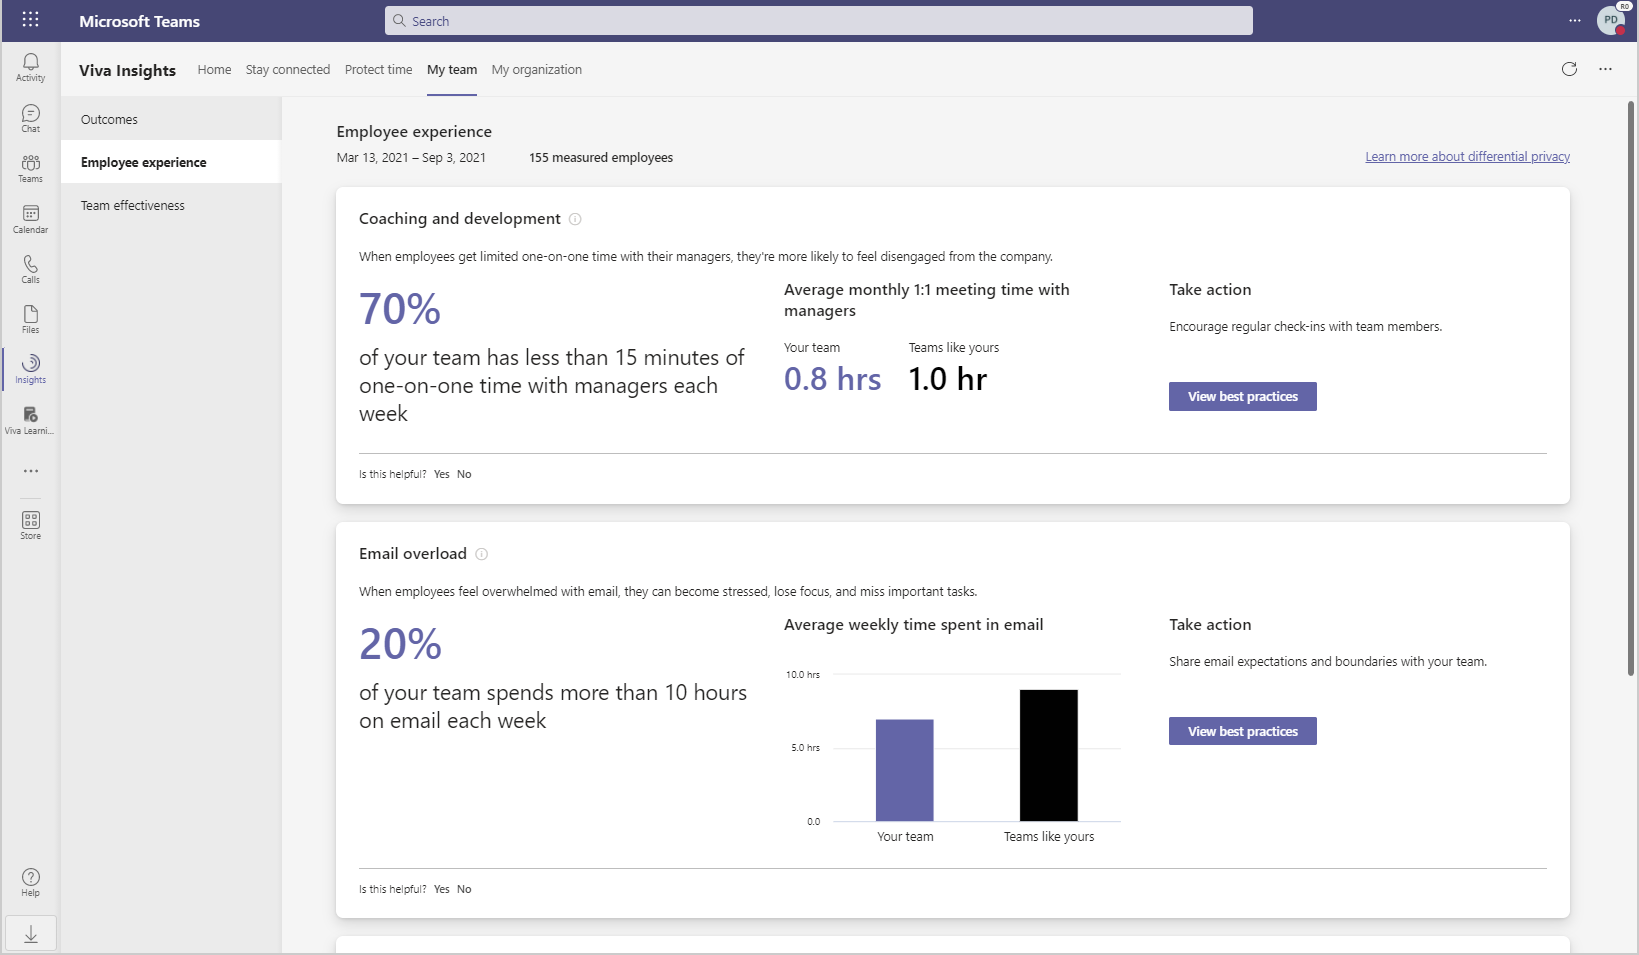 Microsoft Teams
Search
RO
PD
Activity
Chat
Teams
Calendar
Calls
Files
Insights
Viva Learni...
Store
Help
Viva Insights
Home
Stay connected
Protect time
My team
My organization
Outcomes
Employee experience
Team effectiveness
Employee experience
Mar 13, 2021 – Sep 3, 2021
155 measured employees
Learn more about differential privacy
Coaching and development
When employees get limited one-on-one time with their managers, they're more likely to feel disengaged from the company.
70%
of your team has less than 15 minutes of
one-on-one time with managers each
week
Average monthly 1:1 meeting time with
managers
Your team
Teams like yours
0.8 hrs
1.0 hr
Take action
Encourage regular check-ins with team members.
View best practices
Is this helpful? Yes No
Email overload
When employees feel overwhelmed with email, they can become stressed, lose focus, and miss important tasks.
20%
of your team spends more than 10 hours
on email each week
Average weekly time spent in email
10.0 hrs
5.0 hrs
0.0
Your team
Teams like yours
Take action
Share email expectations and boundaries with your team.
View best practices
Is this helpful? Yes No